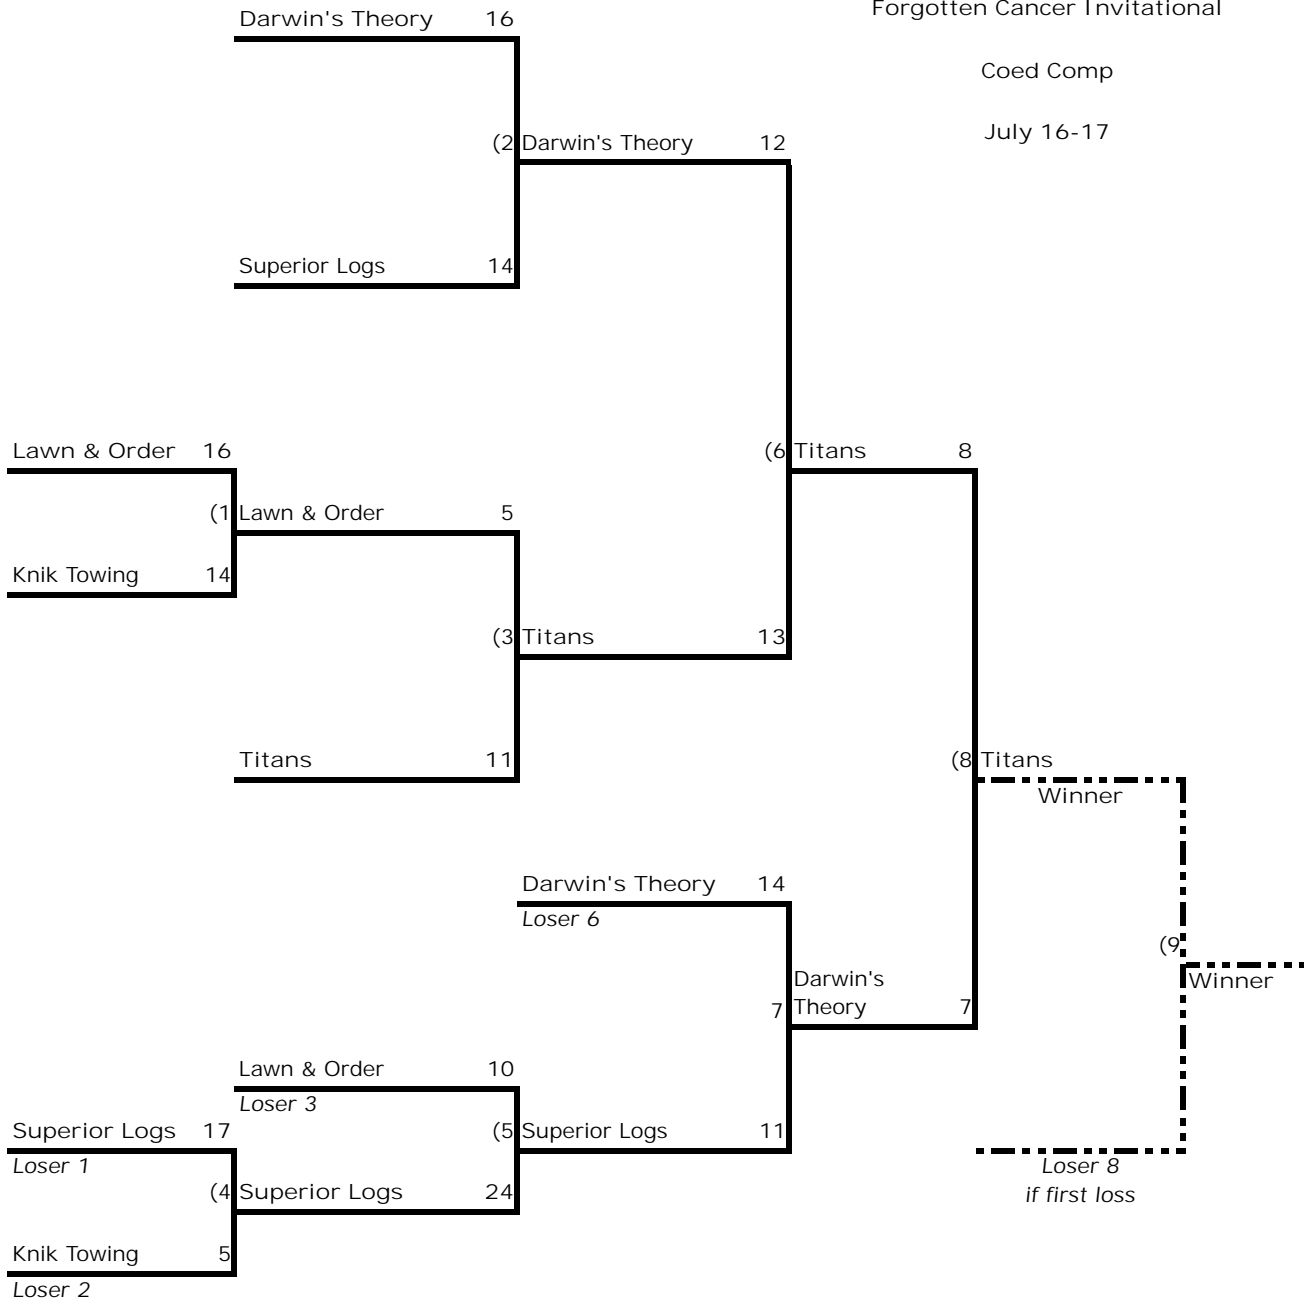 Forgotten Cancer Invitational
Darwin's Theory 16
Coed Comp
July 16-17
(2 Darwin's Theory 12
Superior Logs 14
Lawn & Order 16
(6 Titans 8
(1 Lawn & Order 5
Knik Towing 14
(3 Titans 13
Titans 11
(8 Titans
Winner
Darwin's Theory 14
Loser 6
(9
Darwin's
Winner
7 Theory 7
Lawn & Order 10
Loser 3
Superior Logs 17
(5 Superior Logs 11
Loser 1
Loser 8
(4 Superior Logs 24
if first loss
Knik Towing 5
Loser 2